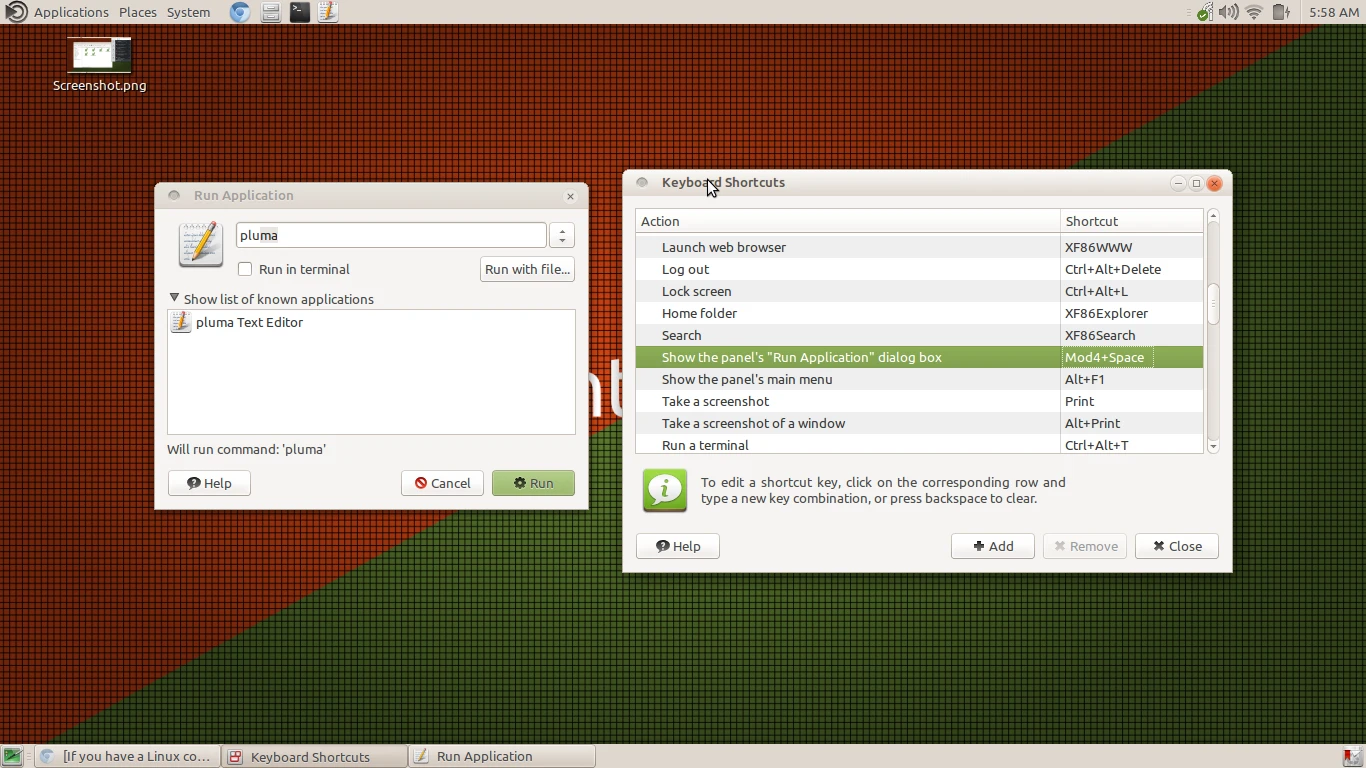 Applications Places System
5:58 AM
Screenshot.png
Run Application
pluma
Run in terminal
Run with file...
Show list of known applications
pluma Text Editor
Will run command: 'pluma'
Help
Cancel
Run
Keyboard Shortcuts
Action Shortcut
Launch web browser XF86WWW
Log out Ctrl+Alt+Delete
Lock screen Ctrl+Alt+L
Home folder XF86Explorer
Search XF86Search
Show the panel's "Run Application" dialog box Mod4+Space
Show the panel's main menu Alt+F1
Take a screenshot Print
Take a screenshot of a window Alt+Print
Run a terminal Ctrl+Alt+T
To edit a shortcut key, click on the corresponding row and
type a new key combination, or press backspace to clear.
Help
Add
Remove
Close
nt
[If you have a Linux co...
Keyboard Shortcuts
Run Application